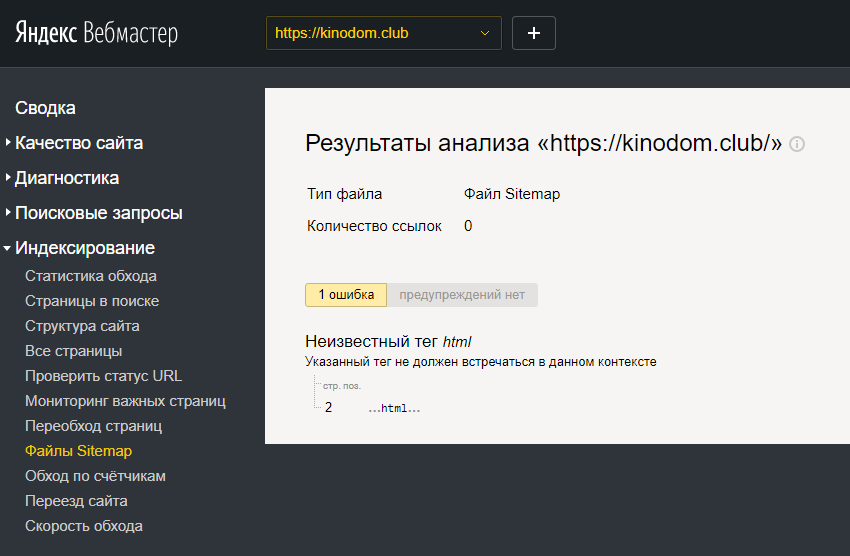 Яндекс Вебмастер
https://kinodom.club
+
Сводка
Качество сайта
Диагностика
Поисковые запросы
Индексирование
Статистика обхода
Страницы в поиске
Структура сайта
Все страницы
Проверить статус URL
Мониторинг важных страниц
Переобход страниц
Файлы Sitemap
Обход по счётчикам
Переезд сайта
Скорость обхода
Результаты анализа «https://kinodom.club/»
Тип файла Файл Sitemap
Количество ссылок 0
1 ошибка предупреждений нет
Неизвестный тег html
Указанный тег не должен встречаться в данном контексте
стр. поз.
2 ...html...